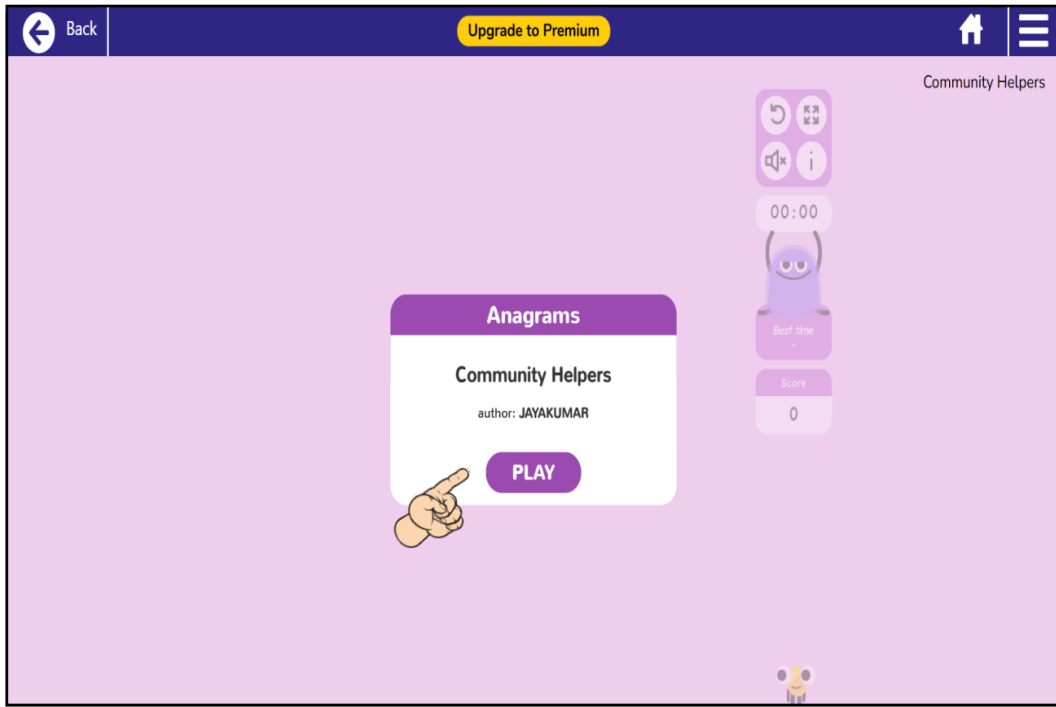 Back
Upgrade to Premium
Community Helpers
00:00
Best time
-
Score
0
Anagrams
Community Helpers
author: JAYAKUMAR
PLAY